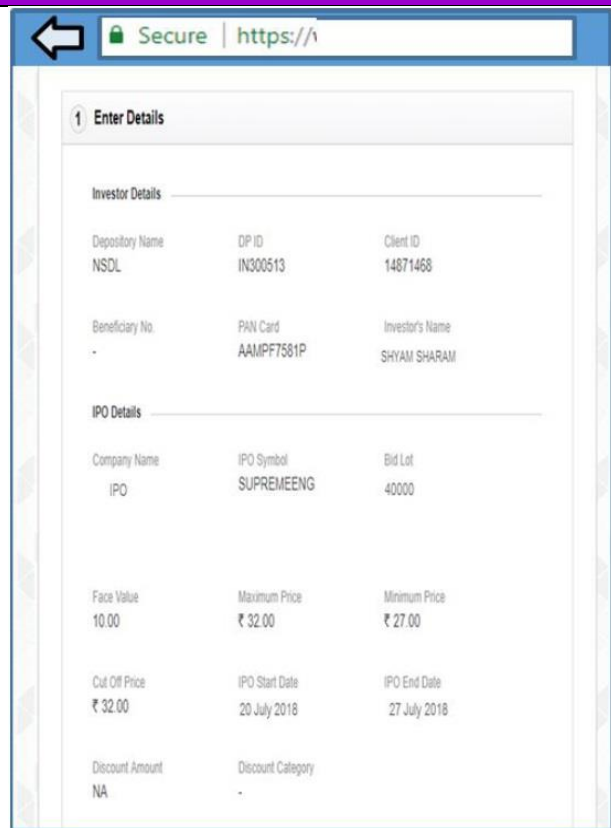 Secure | https://
1 Enter Details
Investor Details
Depository Name DP ID Client ID
NSDL IN300513 14871468
Beneficiary No. PAN Card Investor's Name
- AAMPF7581P SHYAM SHARAM
IPO Details
Company Name IPO Symbol Bid Lot
IPO SUPREMEENG 40000
Face Value Maximum Price Minimum Price
10.00 ₹ 32.00 ₹ 27.00
Cut Off Price IPO Start Date IPO End Date
₹ 32.00 20 July 2018 27 July 2018
Discount Amount Discount Category
NA -